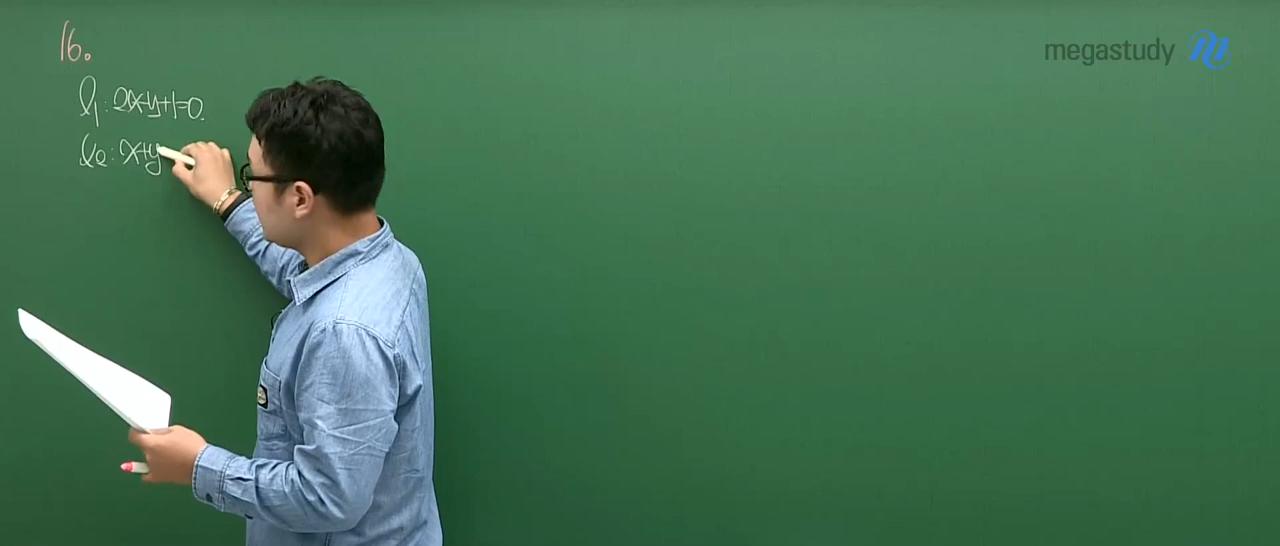 16.
megastudy
l₁: 2x-y+1=0.
l₂: x+y